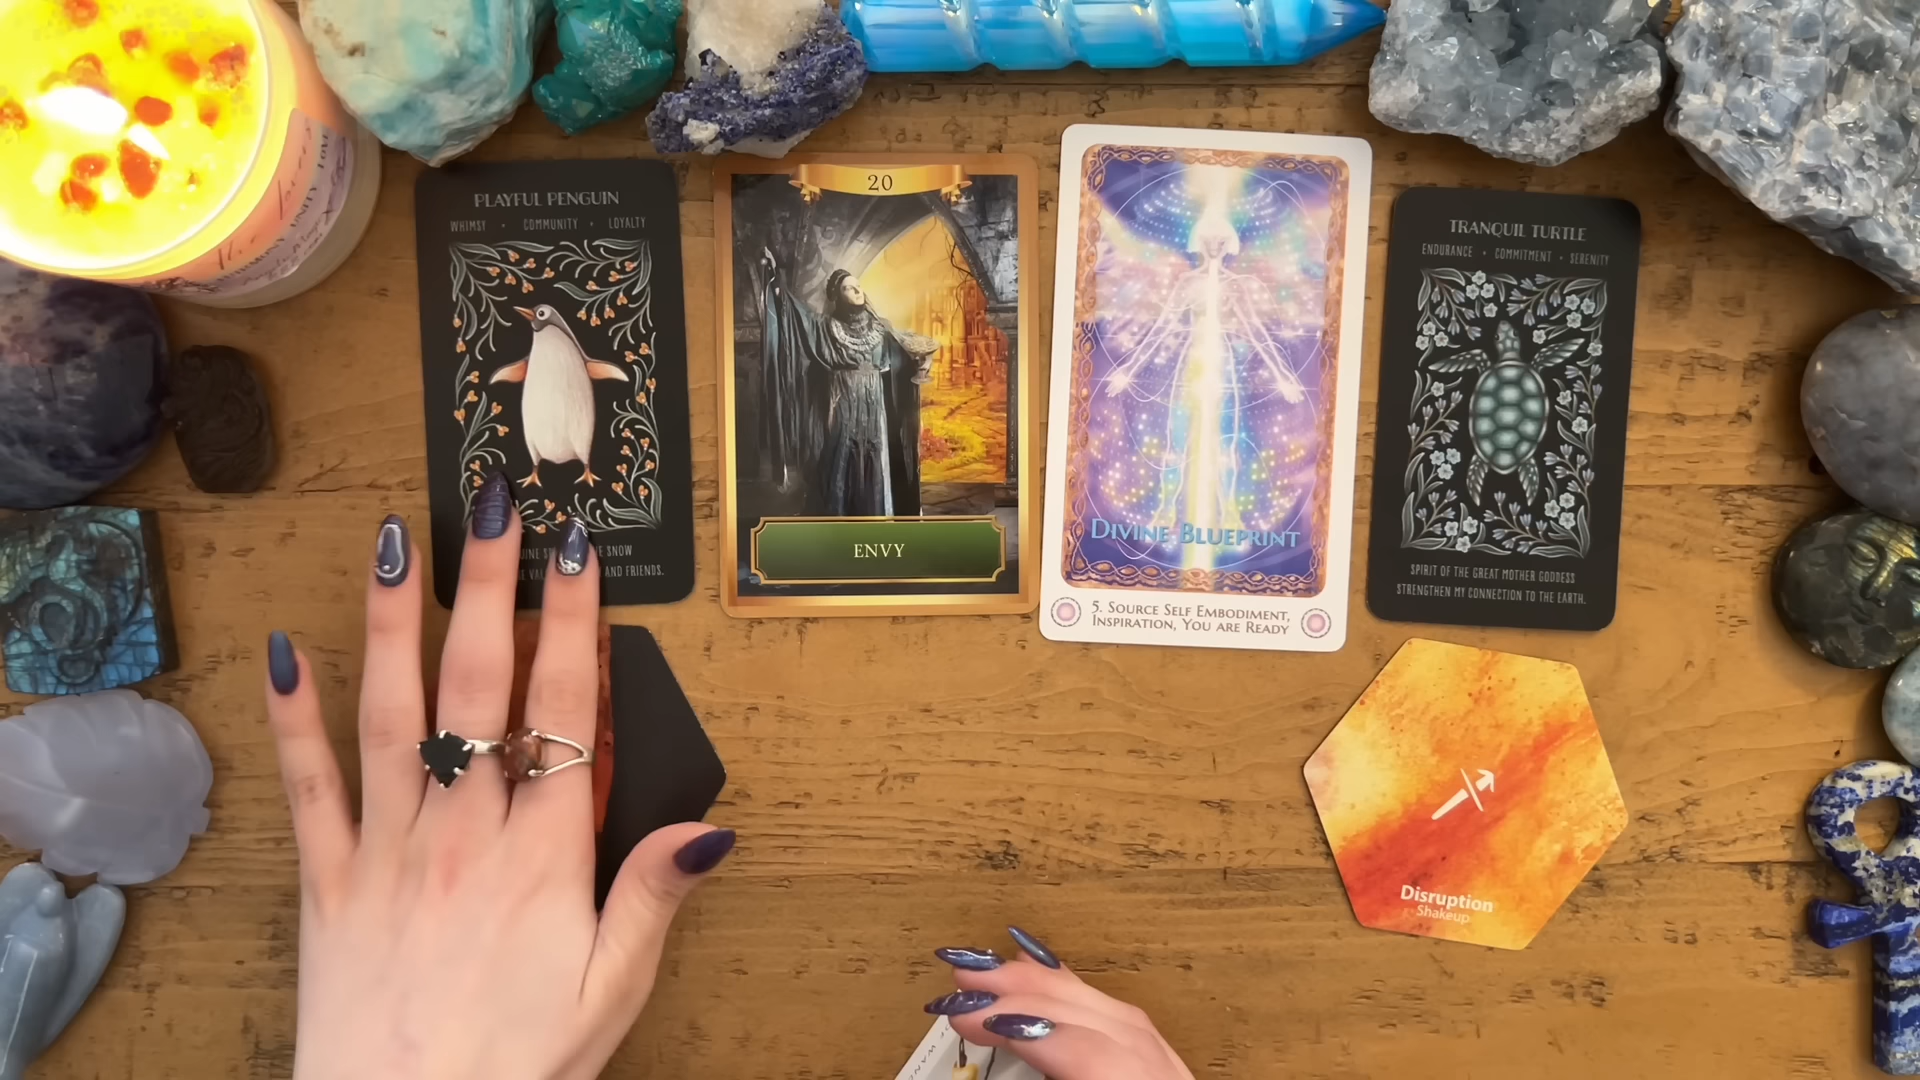 PLAYFUL PENGUIN
WHIMSY • COMMUNITY • LOYALTY
SNOW
AND FRIENDS.
20
ENVY
DIVINE BLUEPRINT
5. SOURCE SELF EMBODIMENT,
INSPIRATION, YOU ARE READY
TRANQUIL TURTLE
ENDURANCE • COMMITMENT • SERENITY
SPIRIT OF THE GREAT MOTHER GODDESS
STRENGTHEN MY CONNECTION TO THE EARTH.
Disruption
Shakeup